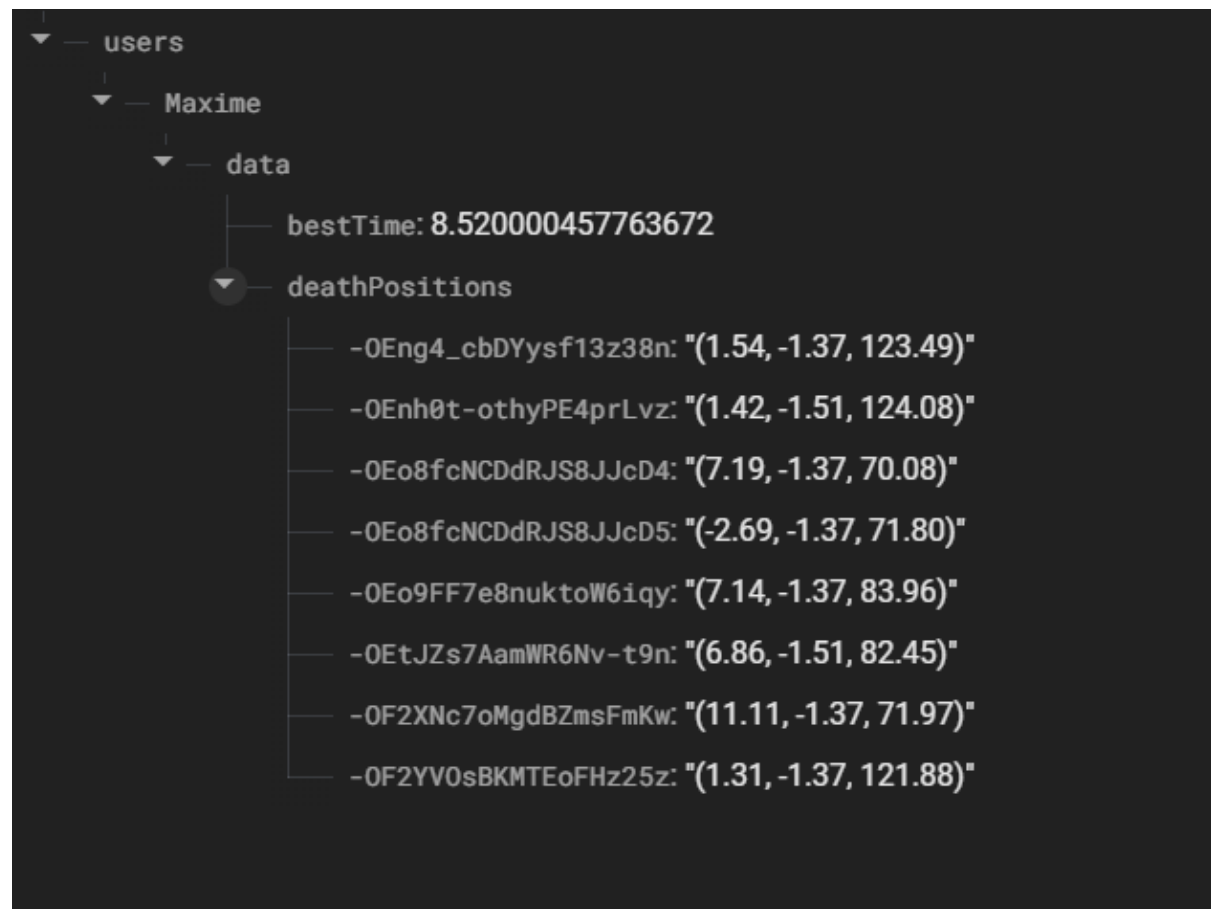 users
Maxime
data
bestTime: 8.520000457763672
deathPositions
-OEng4_cbDYysf13z38n: "(1.54, -1.37, 123.49)"
-OEnh0t-othyPE4prLvz: "(1.42, -1.51, 124.08)"
-OEo8fcNCDdRJS8JJcD4: "(7.19, -1.37, 70.08)"
-OEo8fcNCDdRJS8JJcD5: "(-2.69, -1.37, 71.80)"
-OEo9FF7e8nuktoW6iqy: "(7.14, -1.37, 83.96)"
-OEtJZs7AamWR6Nv-t9n: "(6.86, -1.51, 82.45)"
-OF2XNc7oMgdBZmsFmKw: "(11.11, -1.37, 71.97)"
-OF2YVOsBKMTEoFHz25z: "(1.31, -1.37, 121.88)"